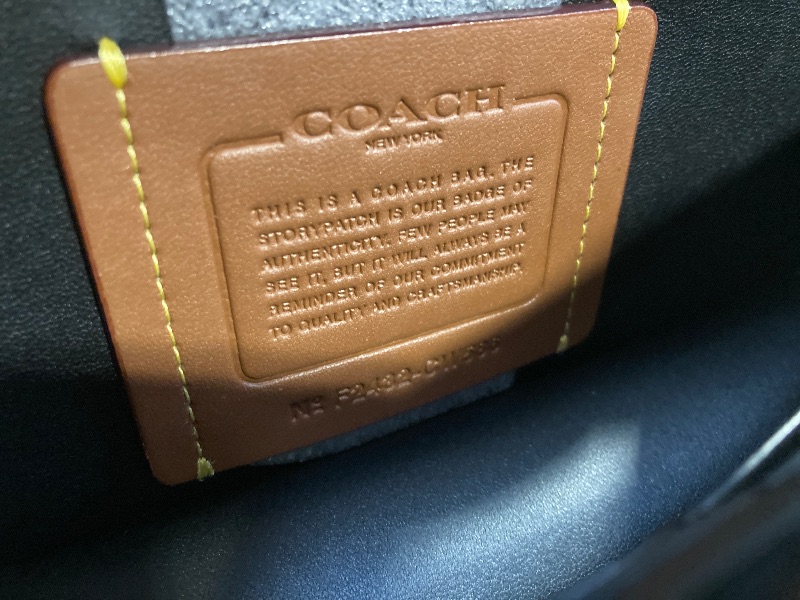 COACH
NEW YORK
THIS IS A COACH BAG. THE
STORYPATCH IS OUR BADGE OF
AUTHENTICITY. FEW PEOPLE MAY
SEE IT, BUT IT WILL ALWAYS BE A
REMINDER OF OUR COMMITMENT
TO QUALITY AND CRAFTSMANSHIP.
Nº